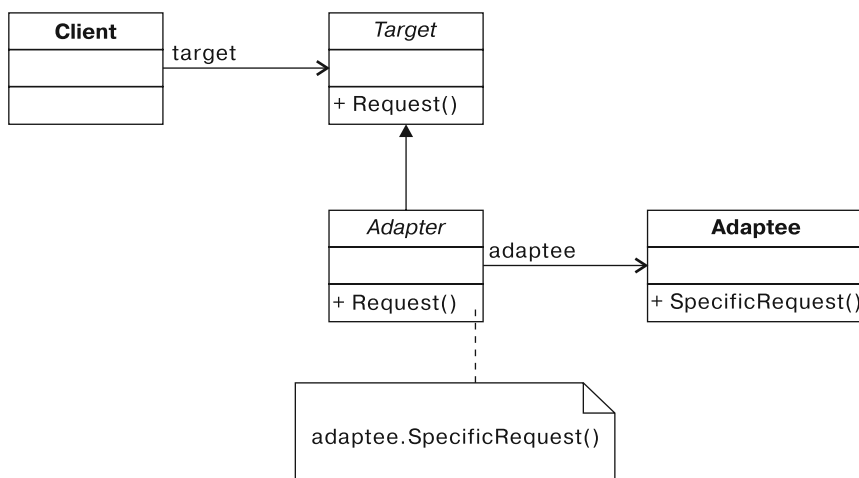 Client
target
Target
+ Request()
Adapter
adaptee
Adaptee
+ Request()
+ SpecificRequest()
adaptee.SpecificRequest()